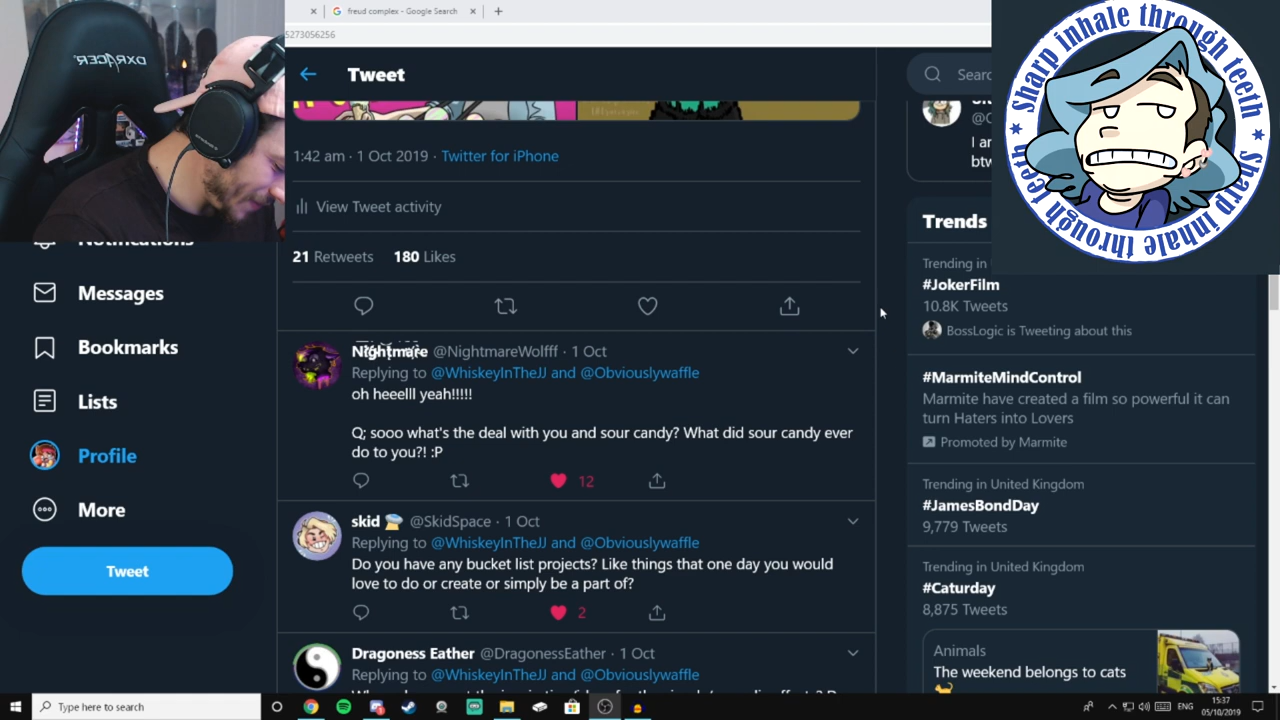 freud complex - Google Search
5273056256
DXRACER
Tweet
1:42 am · 1 Oct 2019 · Twitter for iPhone
View Tweet activity
21 Retweets 180 Likes
Messages
Bookmarks
Lists
Profile
More
Tweet
Nightmare @NightmareWolfff · 1 Oct
Replying to @WhiskeyInTheJJ and @Obviouslywaffle
oh heeelll yeah!!!!!
Q; sooo what's the deal with you and sour candy? What did sour candy ever
do to you?! :P
12
skid @SkidSpace · 1 Oct
Replying to @WhiskeyInTheJJ and @Obviouslywaffle
Do you have any bucket list projects? Like things that one day you would
love to do or create or simply be a part of?
2
Dragoness Eather @DragonessEather · 1 Oct
Replying to @WhiskeyInTheJJ and @Obviouslywaffle
Sharp inhale through teeth
Sharp inhale through teeth
Trends
Trending in
#JokerFilm
10.8K Tweets
BossLogic is Tweeting about this
#MarmiteMindControl
Marmite have created a film so powerful it can
turn Haters into Lovers
Promoted by Marmite
Trending in United Kingdom
#JamesBondDay
9,779 Tweets
Trending in United Kingdom
#Caturday
8,875 Tweets
Animals
The weekend belongs to cats
Type here to search
ENG
15:37
05/10/2019